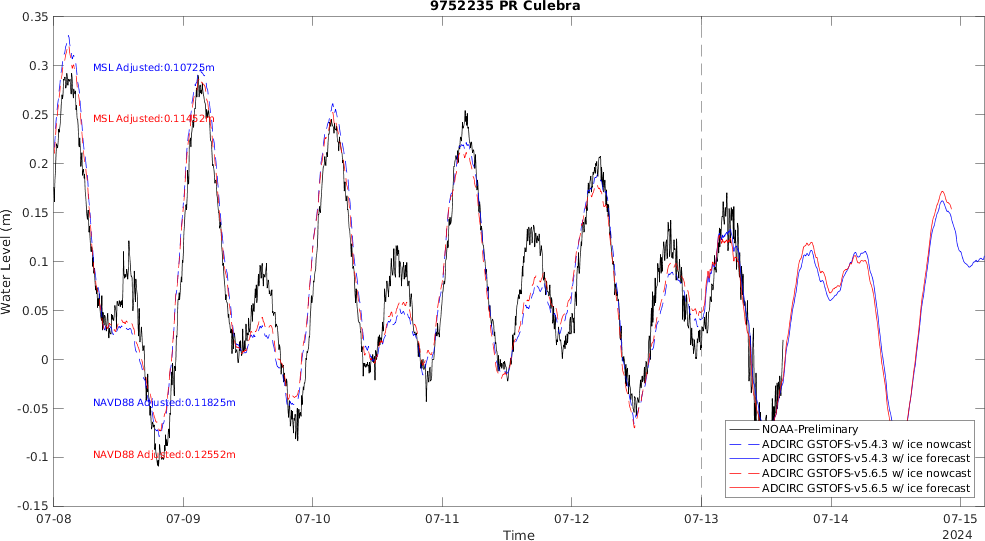 9752235 PR Culebra
0.35
0.3
0.25
0.2
0.15
0.1
0.05
0
-0.05
-0.1
-0.15
Water Level (m)
MSL Adjusted:0.10725m
MSL Adjusted:0.11452m
NAVD88 Adjusted:0.11825m
NAVD88 Adjusted:0.12552m
NOAA-Preliminary
ADCIRC GSTOFS-v5.4.3 w/ ice nowcast
ADCIRC GSTOFS-v5.4.3 w/ ice forecast
ADCIRC GSTOFS-v5.6.5 w/ ice nowcast
ADCIRC GSTOFS-v5.6.5 w/ ice forecast
07-08 07-09 07-10 07-11 07-12 07-13 07-14 07-15
Time
2024